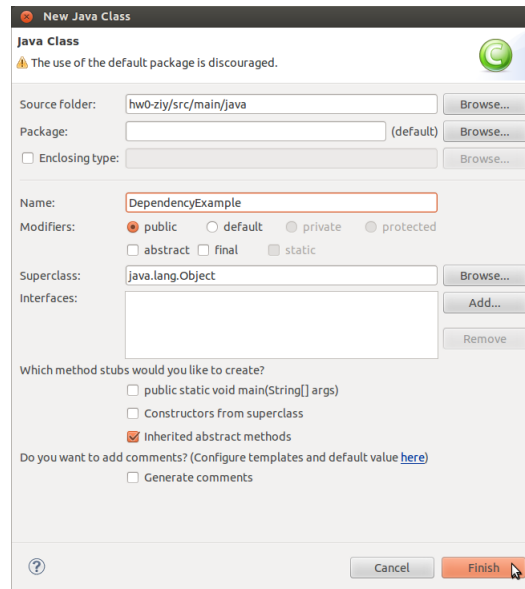 New Java Class
Java Class
The use of the default package is discouraged.
Source folder: hw0-ziy/src/main/java Browse...
Package: (default) Browse...
Enclosing type: Browse...
Name: DependencyExample
Modifiers: public default private protected
abstract final static
Superclass: java.lang.Object Browse...
Interfaces: Add...
Remove
Which method stubs would you like to create?
public static void main(String[] args)
Constructors from superclass
Inherited abstract methods
Do you want to add comments? (Configure templates and default value here)
Generate comments
? Cancel Finish